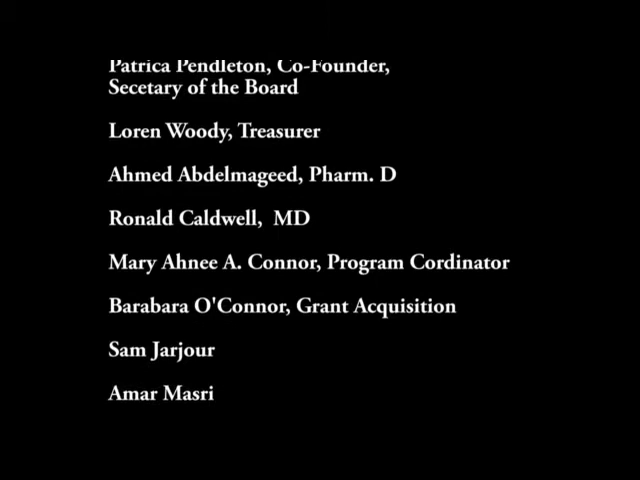 Patrica Pendleton, Co-Founder,
Secetary of the Board
Loren Woody, Treasurer
Ahmed Abdelmageed, Pharm. D
Ronald Caldwell,  MD
Mary Ahnee A. Connor, Program Cordinator
Barabara O'Connor, Grant Acquisition
Sam Jarjour
Amar Masri